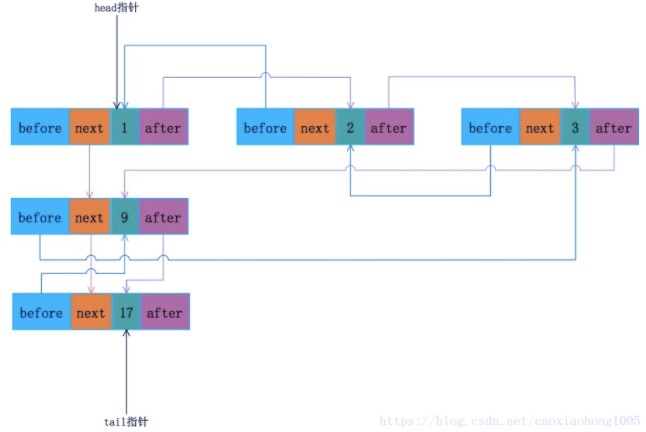 head指针
before next 1 after before next 2 after before next 3 after
before next 9 after
before next 17 after
tail指针
https://blog.csdn.net/caoxiaohong1005